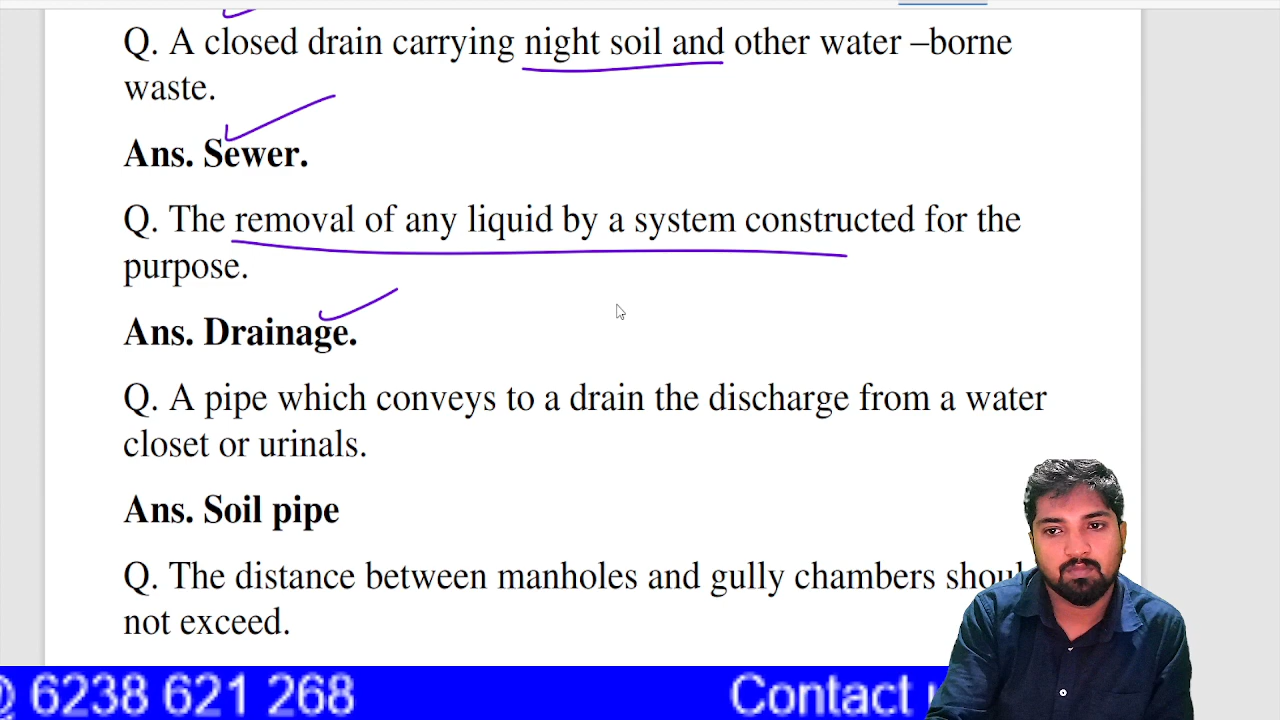 Q. A closed drain carrying night soil and other water –borne
waste.
Ans. Sewer.
Q. The removal of any liquid by a system constructed for the
purpose.
Ans. Drainage.
Q. A pipe which conveys to a drain the discharge from a water
closet or urinals.
Ans. Soil pipe
Q. The distance between manholes and gully chambers
not exceed.
6238 621 268 Contact